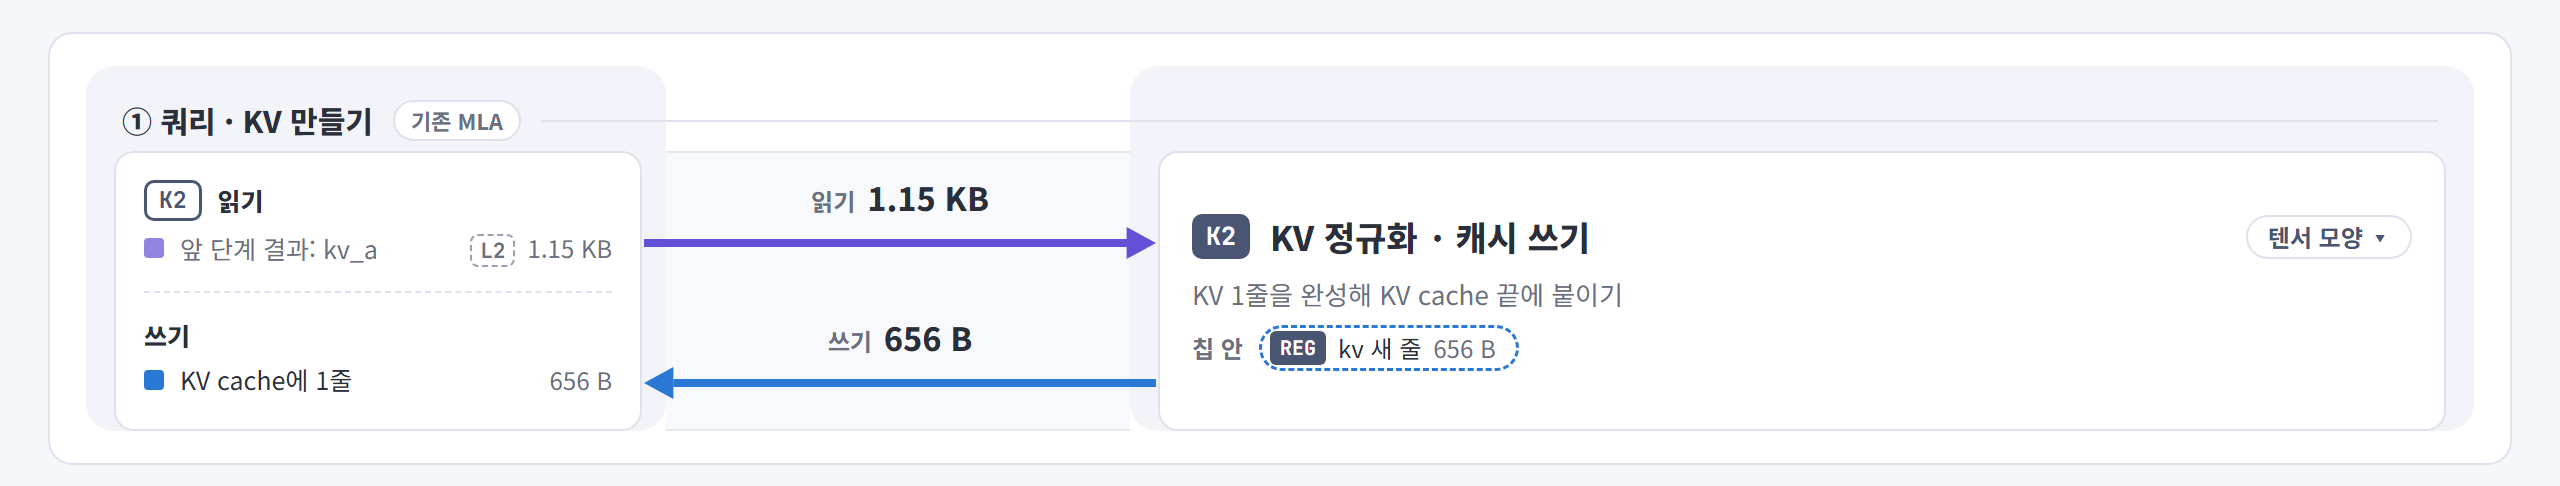 ① 쿼리 · KV 만들기 기존 MLA
K2 읽기
앞 단계 결과: kv_a L2 1.15 KB
쓰기
KV cache에 1줄 656 B
읽기 1.15 KB
쓰기 656 B
K2 KV 정규화 · 캐시 쓰기 텐서 모양 ▼
KV 1줄을 완성해 KV cache 끝에 붙이기
칩 안 REG kv 새 줄 656 B